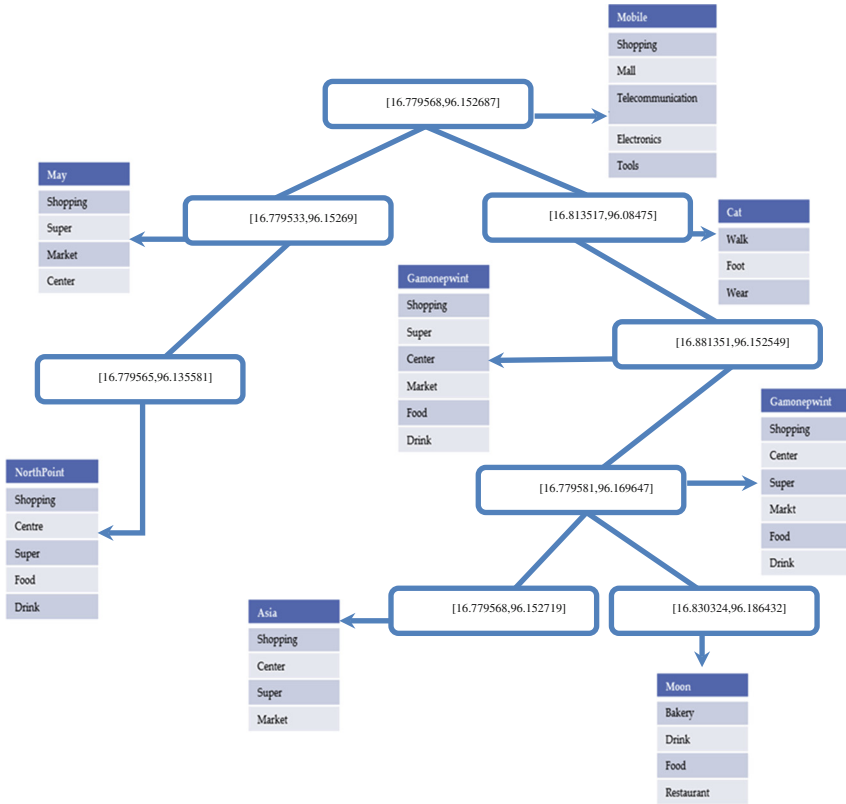 Mobile
Shopping
Mall
Telecommunication
Electronics
Tools
[16.779568,96.152687]
May
Shopping
Super
Market
Center
[16.779533,96.15269]
[16.813517,96.08475]
Cat
Walk
Foot
Wear
Gamonepwint
Shopping
Super
Center
Market
Food
Drink
[16.881351,96.152549]
[16.779565,96.135581]
Gamonepwint
Shopping
Center
Super
Markt
Food
Drink
NorthPoint
Shopping
Centre
Super
Food
Drink
[16.779581,96.169647]
[16.779568,96.152719]
[16.830324,96.186432]
Asia
Shopping
Center
Super
Market
Moon
Bakery
Drink
Food
Restaurant